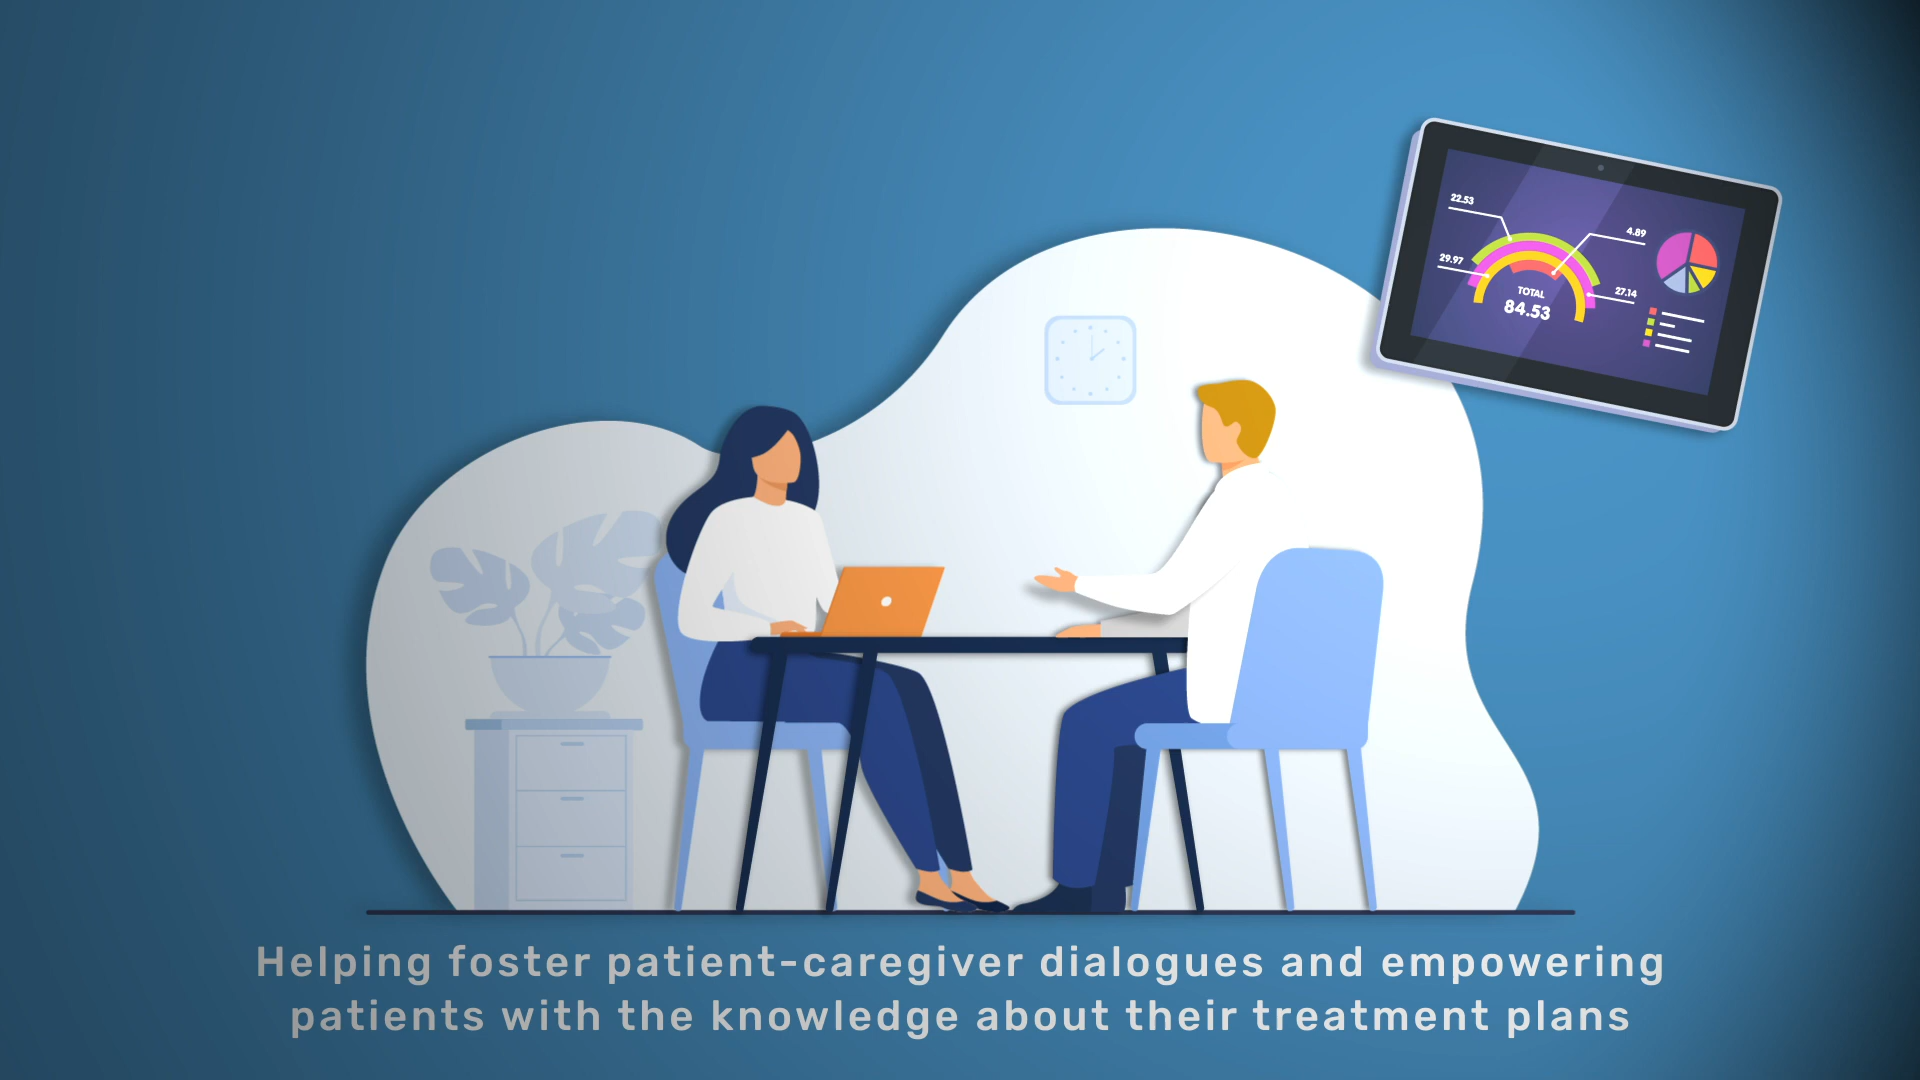 22.53
4.89
29.97
27.14
TOTAL
84.53
Helping foster patient-caregiver dialogues and empowering
patients with the knowledge about their treatment plans